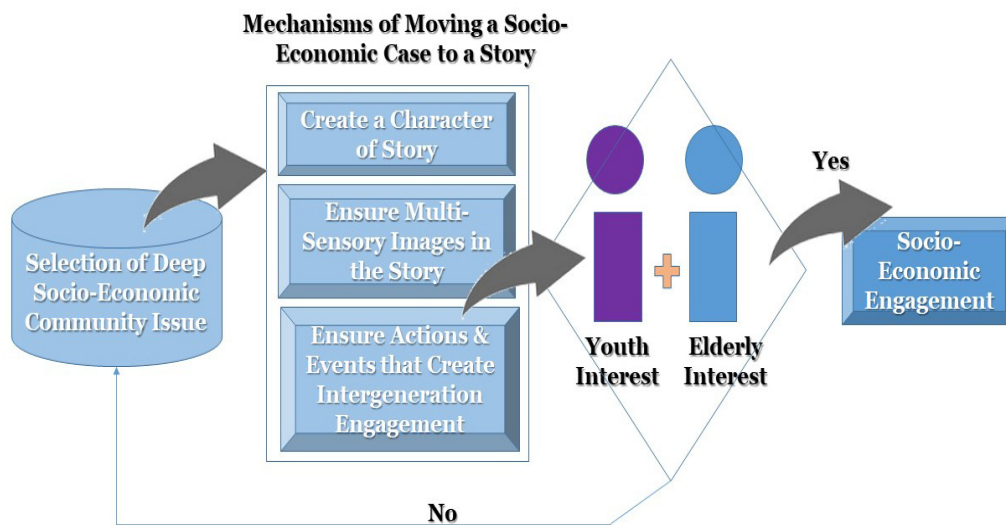 Mechanisms of Moving a Socio-
Economic Case to a Story
Create a Character
of Story
Ensure Multi-
Sensory Images in
the Story
Ensure Actions &
Events that Create
Intergeneration
Engagement
Selection of Deep
Socio-Economic
Community Issue
Youth
Interest
Elderly
Interest
Yes
Socio-
Economic
Engagement
No